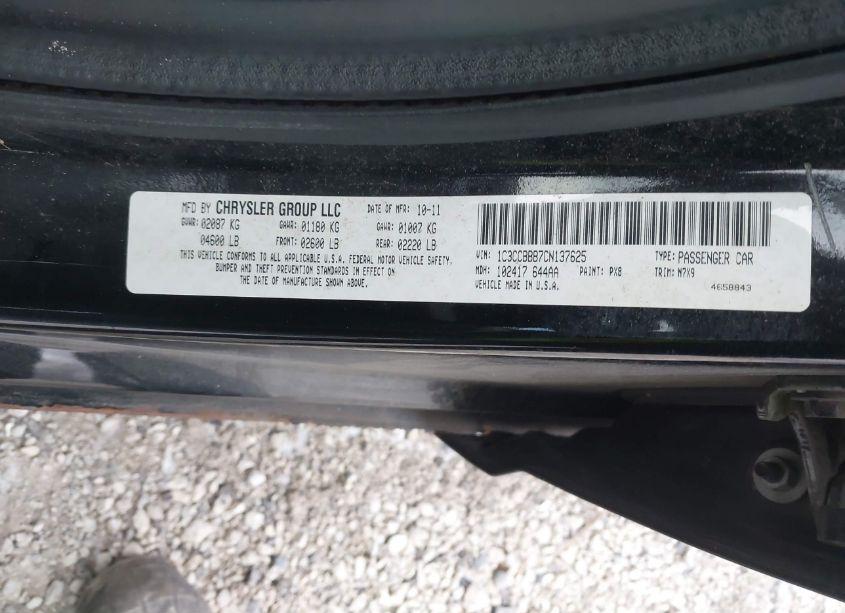 MFD BY CHRYSLER GROUP LLC DATE OF MFR: 10-11
GVWR: 02087 KG GAWR: 01180 KG GAWR: 01007 KG
04600 LB FRONT: 02600 LB REAR: 02220 LB
THIS VEHICLE CONFORMS TO ALL APPLICABLE U.S.A. FEDERAL MOTOR VEHICLE SAFETY,
BUMPER AND THEFT PREVENTION STANDARDS IN EFFECT ON
THE DATE OF MANUFACTURE SHOWN ABOVE.
VIN: 1C3CCBBB7CN137625 TYPE: PASSENGER CAR
MDH: 102417 644AA PAINT: PX8 TRIM: N7X9
VEHICLE MADE IN U.S.A. 4658843